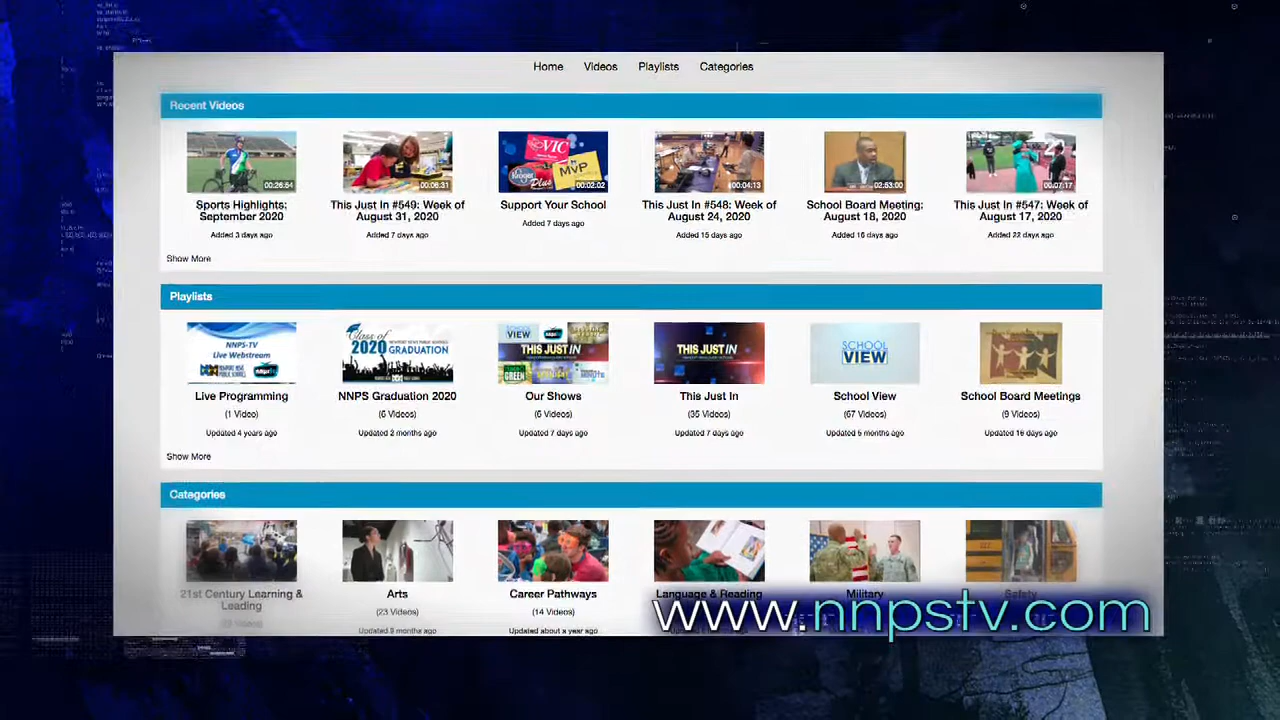 Home Videos Playlists Categories
Recent Videos
VIC
Kroger Plus
MVP
00:26:54 00:06:31 00:02:02 00:04:13 02:53:00 00:07:17
Sports Highlights: This Just In #549: Week of Support Your School This Just In #548: Week of School Board Meeting: This Just In #547: Week of
September 2020 August 31, 2020 August 24, 2020 August 18, 2020 August 17, 2020
Added 3 days ago Added 7 days ago Added 7 days ago Added 15 days ago Added 16 days ago Added 22 days ago
Show More
Playlists
NNPS-TV
Live Webstream
Class of
2020 GRADUATION
SCHOOL VIEW
THIS JUST IN
GREEN
MINUTE
THIS JUST IN
SCHOOL
VIEW
Live Programming NNPS Graduation 2020 Our Shows This Just In School View School Board Meetings
(1 Video) (6 Videos) (6 Videos) (35 Videos) (67 Videos) (9 Videos)
Updated 4 years ago Updated 2 months ago Updated 7 days ago Updated 7 days ago Updated 5 months ago Updated 16 days ago
Show More
Categories
21st Century Learning & Arts Career Pathways Language & Reading Military Safety
Leading
(23 Videos) (14 Videos)
Updated 3 months ago Updated about a year ago
www.nnpstv.com